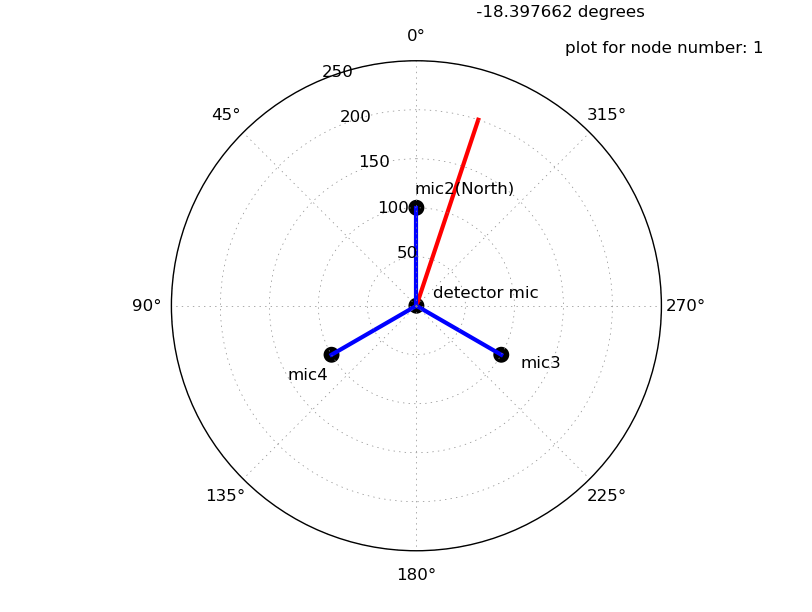 -18.397662 degrees
0°
plot for node number: 1
250
45°
200
315°
150
mic2(North)
100
50
detector mic
90°
270°
mic3
mic4
135°
225°
180°